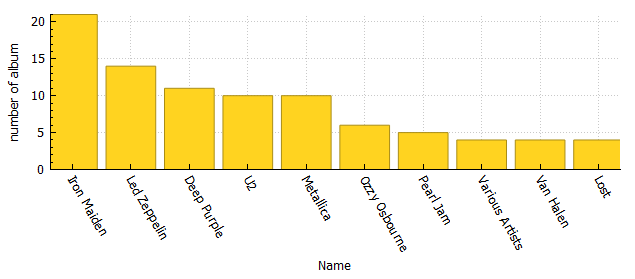 number of album
20
15
10
5
0
Iron Maiden
Led Zeppelin
Deep Purple
U2
Metallica
Ozzy Osbourne
Pearl Jam
Various Artists
Van Halen
Lost
Name